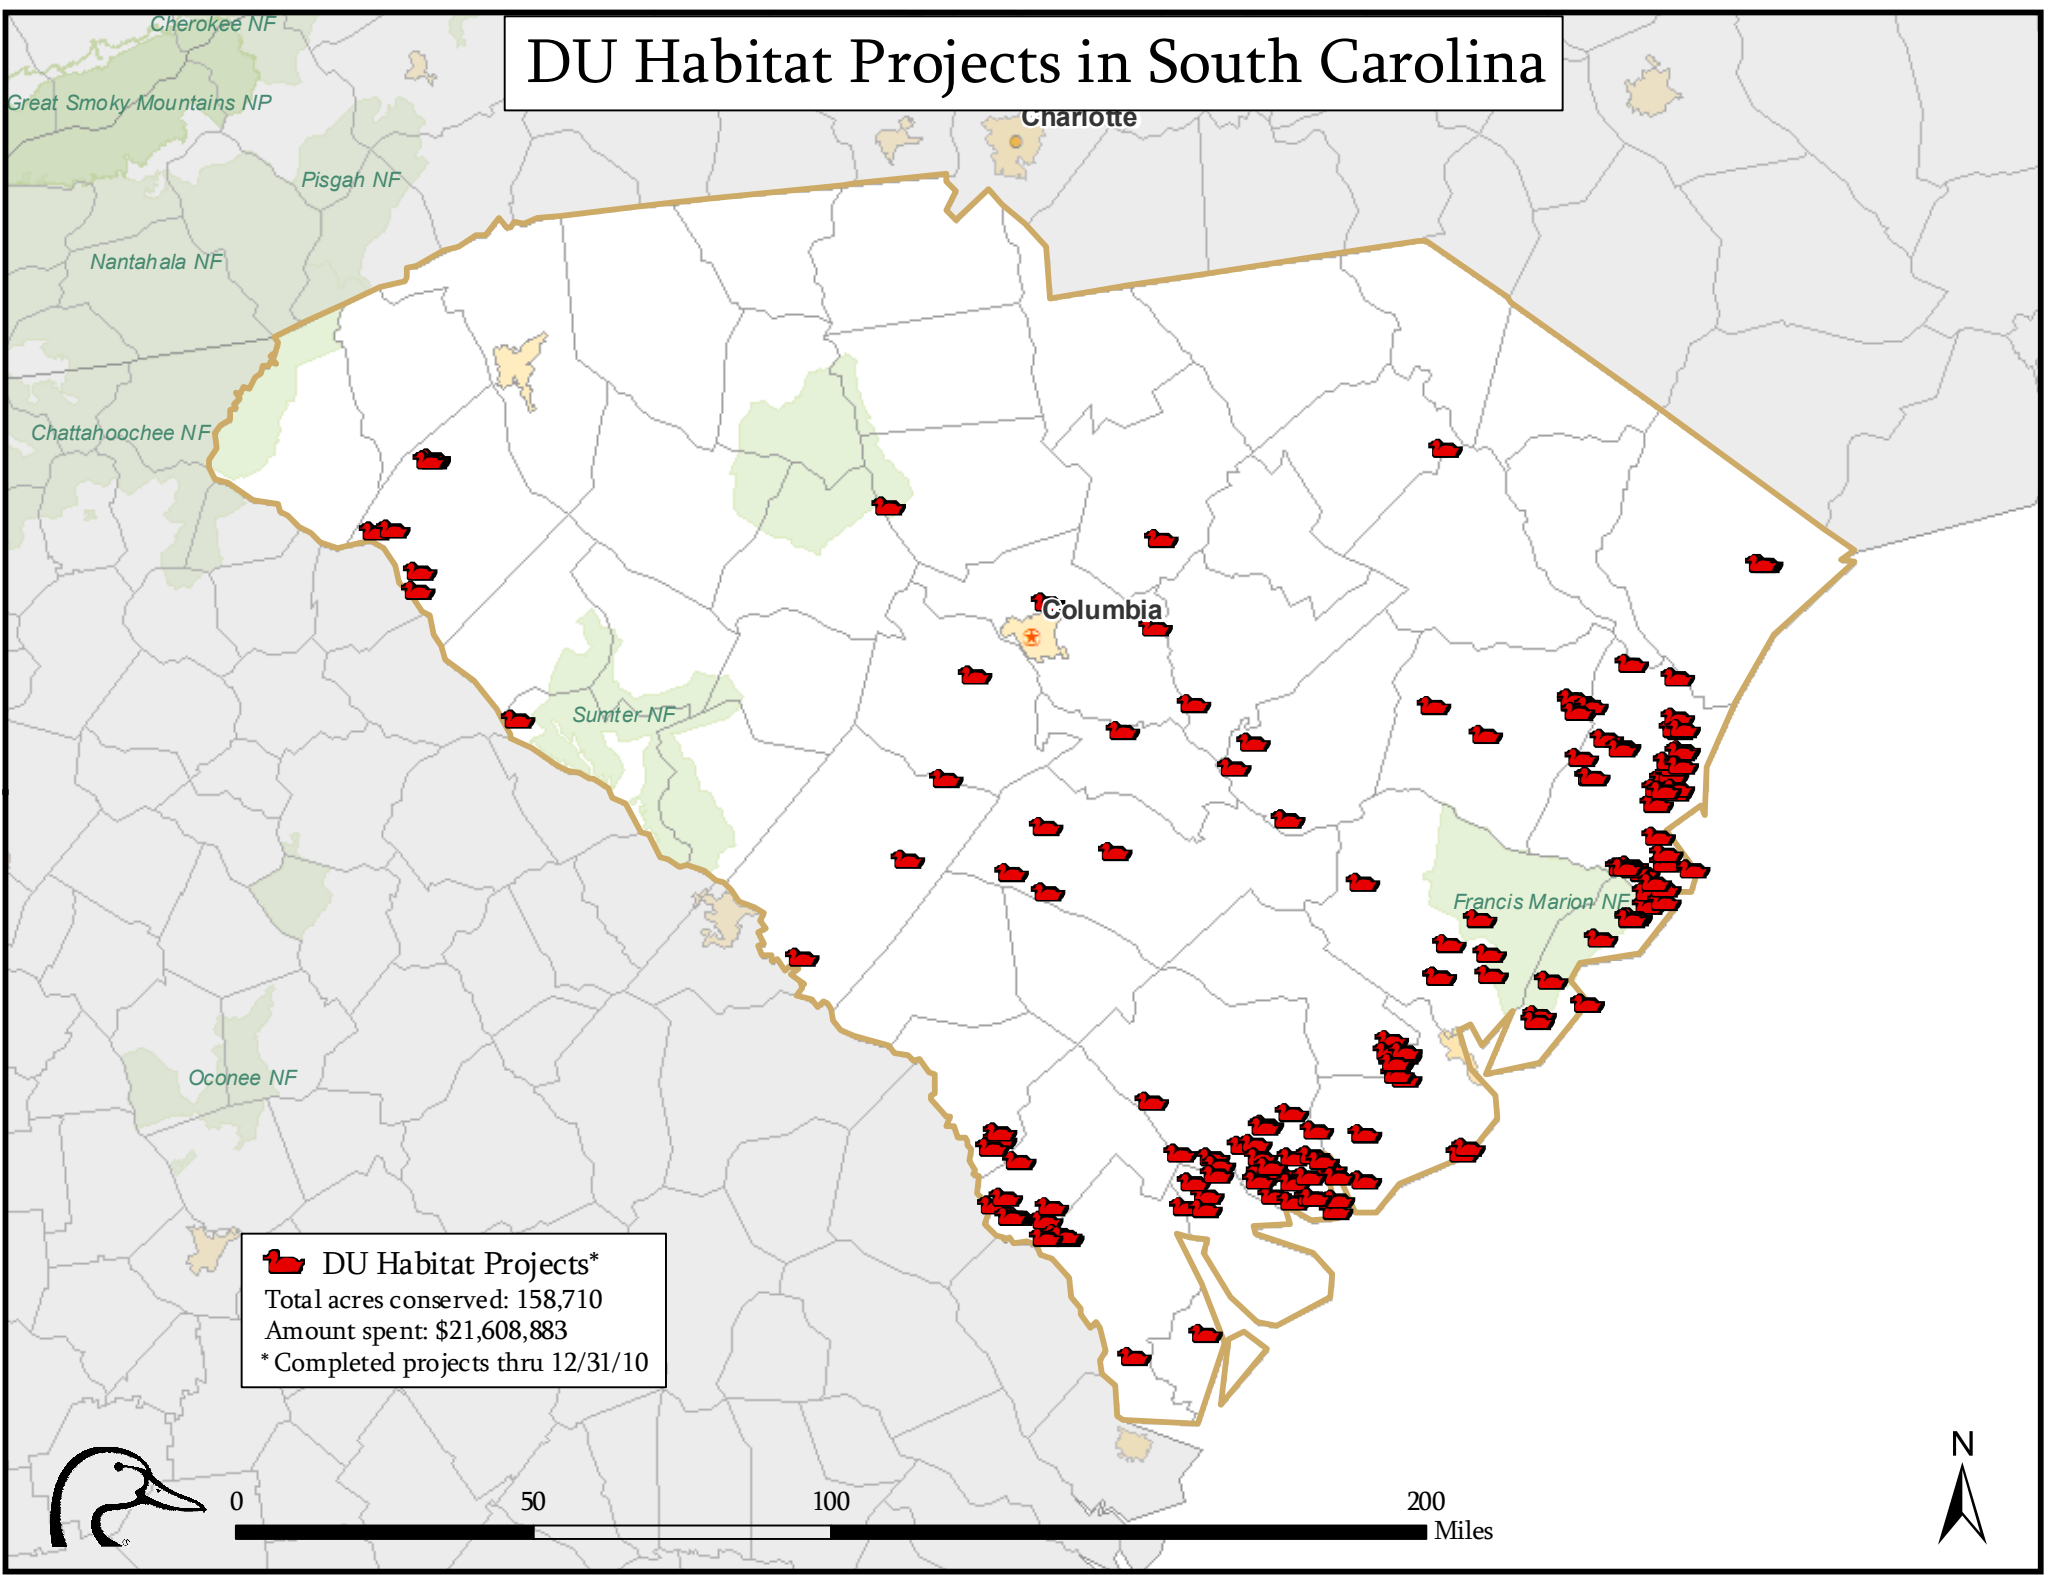 DU Habitat Projects in South Carolina
Cherokee NF
Great Smoky Mountains NP
Charlotte
Pisgah NF
Nantahala NF
Chattahoochee NF
Columbia
Sumter NF
Francis Marion NF
Oconee NF
DU Habitat Projects*
Total acres conserved: 158,710
Amount spent: $21,608,883
* Completed projects thru 12/31/10
N
0 50 100 200
Miles